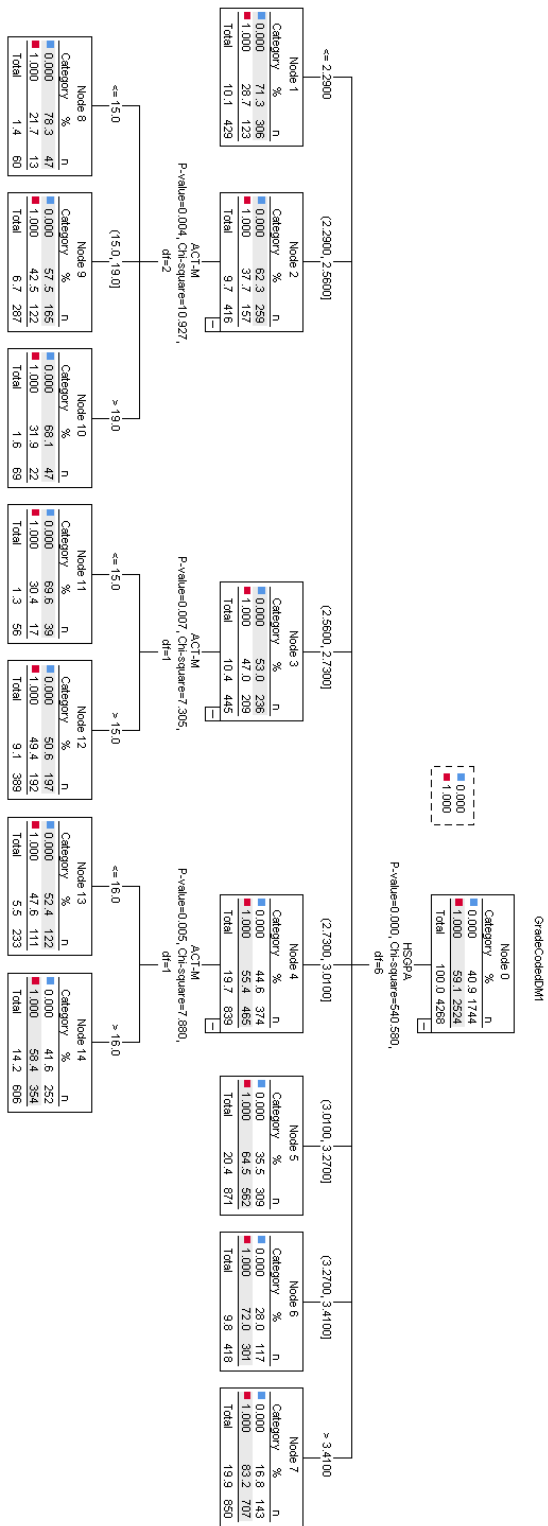 GradeCodedDM1
Node 0
Category % n
0.000 40.9 1744
1.000 59.1 2524
Total 100.0 4268
0.000
1.000
HSGPA
P-value=0.000, Chi-square=540.580,
df=6
<= 2.2900
(2.2900, 2.5600]
(2.5600, 2.7300]
(2.7300, 3.0100]
(3.0100, 3.2700]
(3.2700, 3.4100]
> 3.4100
Node 1
Category % n
0.000 71.3 306
1.000 28.7 123
Total 10.1 429
Node 2
Category % n
0.000 62.3 259
1.000 37.7 157
Total 9.7 416
Node 3
Category % n
0.000 53.0 236
1.000 47.0 209
Total 10.4 445
Node 4
Category % n
0.000 44.6 374
1.000 55.4 465
Total 19.7 839
Node 5
Category % n
0.000 35.5 309
1.000 64.5 562
Total 20.4 871
Node 6
Category % n
0.000 28.0 117
1.000 72.0 301
Total 9.8 418
Node 7
Category % n
0.000 16.8 143
1.000 83.2 707
Total 19.9 850
ACT-M
P-value=0.004, Chi-square=10.927,
df=2
ACT-M
P-value=0.007, Chi-square=7.305,
df=1
ACT-M
P-value=0.005, Chi-square=7.880,
df=1
<= 15.0
(15.0, 19.0]
> 19.0
<= 15.0
> 15.0
<= 16.0
> 16.0
Node 8
Category % n
0.000 78.3 47
1.000 21.7 13
Total 1.4 60
Node 9
Category % n
0.000 57.5 165
1.000 42.5 122
Total 6.7 287
Node 10
Category % n
0.000 68.1 47
1.000 31.9 22
Total 1.6 69
Node 11
Category % n
0.000 69.6 39
1.000 30.4 17
Total 1.3 56
Node 12
Category % n
0.000 50.6 197
1.000 49.4 192
Total 9.1 389
Node 13
Category % n
0.000 52.4 122
1.000 47.6 111
Total 5.5 233
Node 14
Category % n
0.000 41.6 252
1.000 58.4 354
Total 14.2 606